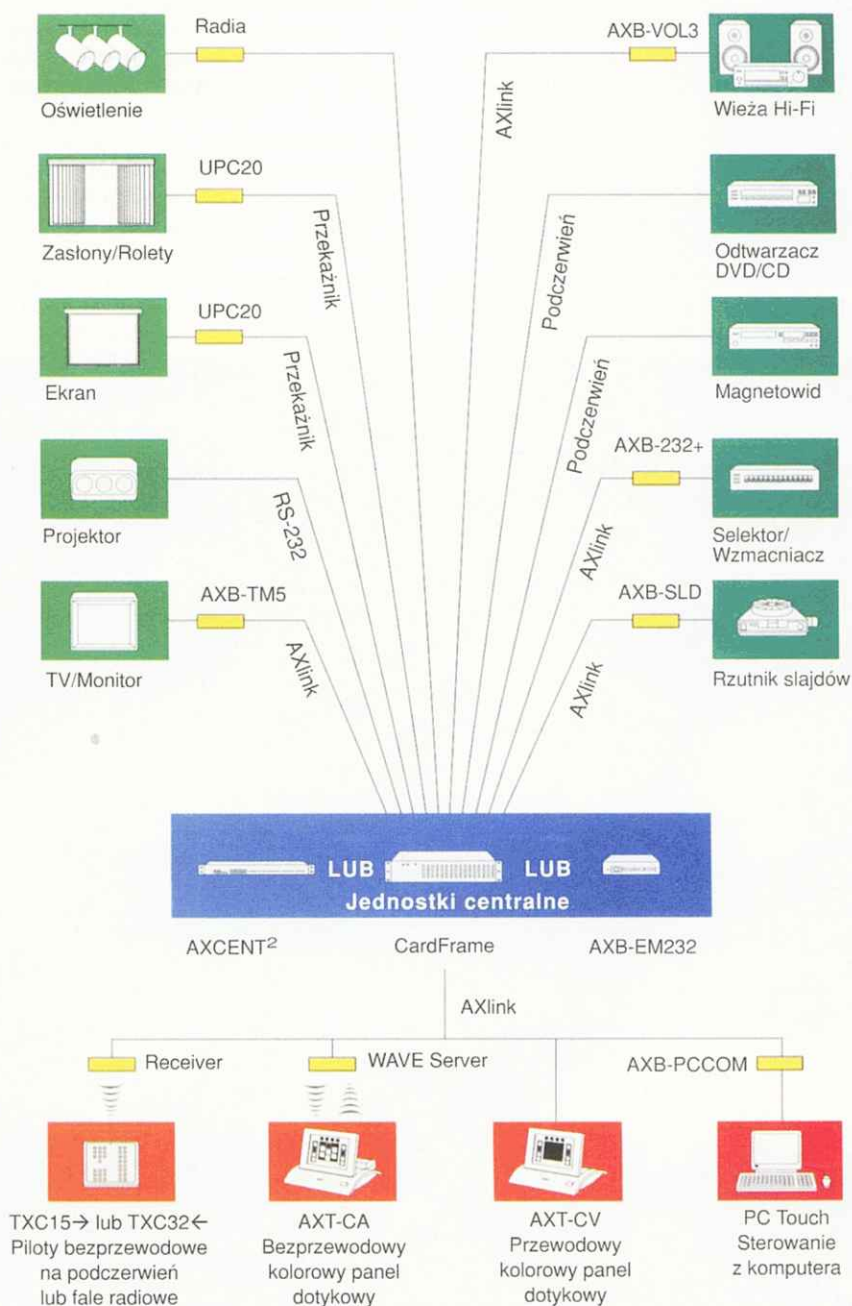 Radia
Oświetlenie
UPC20
Przekaźnik
Zasłony/Rolety
UPC20
Przekaźnik
Ekran
RS-232
Projektor
AXB-TM5
AXlink
TV/Monitor
AXB-VOL3
AXlink
Wieża Hi-Fi
Podczerwień
Odtwarzacz
DVD/CD
Podczerwień
Magnetowid
AXB-232+
AXlink
Selektor/
Wzmacniacz
AXB-SLD
AXlink
Rzutnik slajdów
LUB
LUB
Jednostki centralne
AXCENT²
CardFrame
AXB-EM232
AXlink
Receiver
WAVE Server
AXB-PCCOM
TXC15→ lub TXC32←
Piloty bezprzewodowe
na podczerwień
lub fale radiowe
AXT-CA
Bezprzewodowy
kolorowy panel
dotykowy
AXT-CV
Przewodowy
kolorowy panel
dotykowy
PC Touch
Sterowanie
z komputera